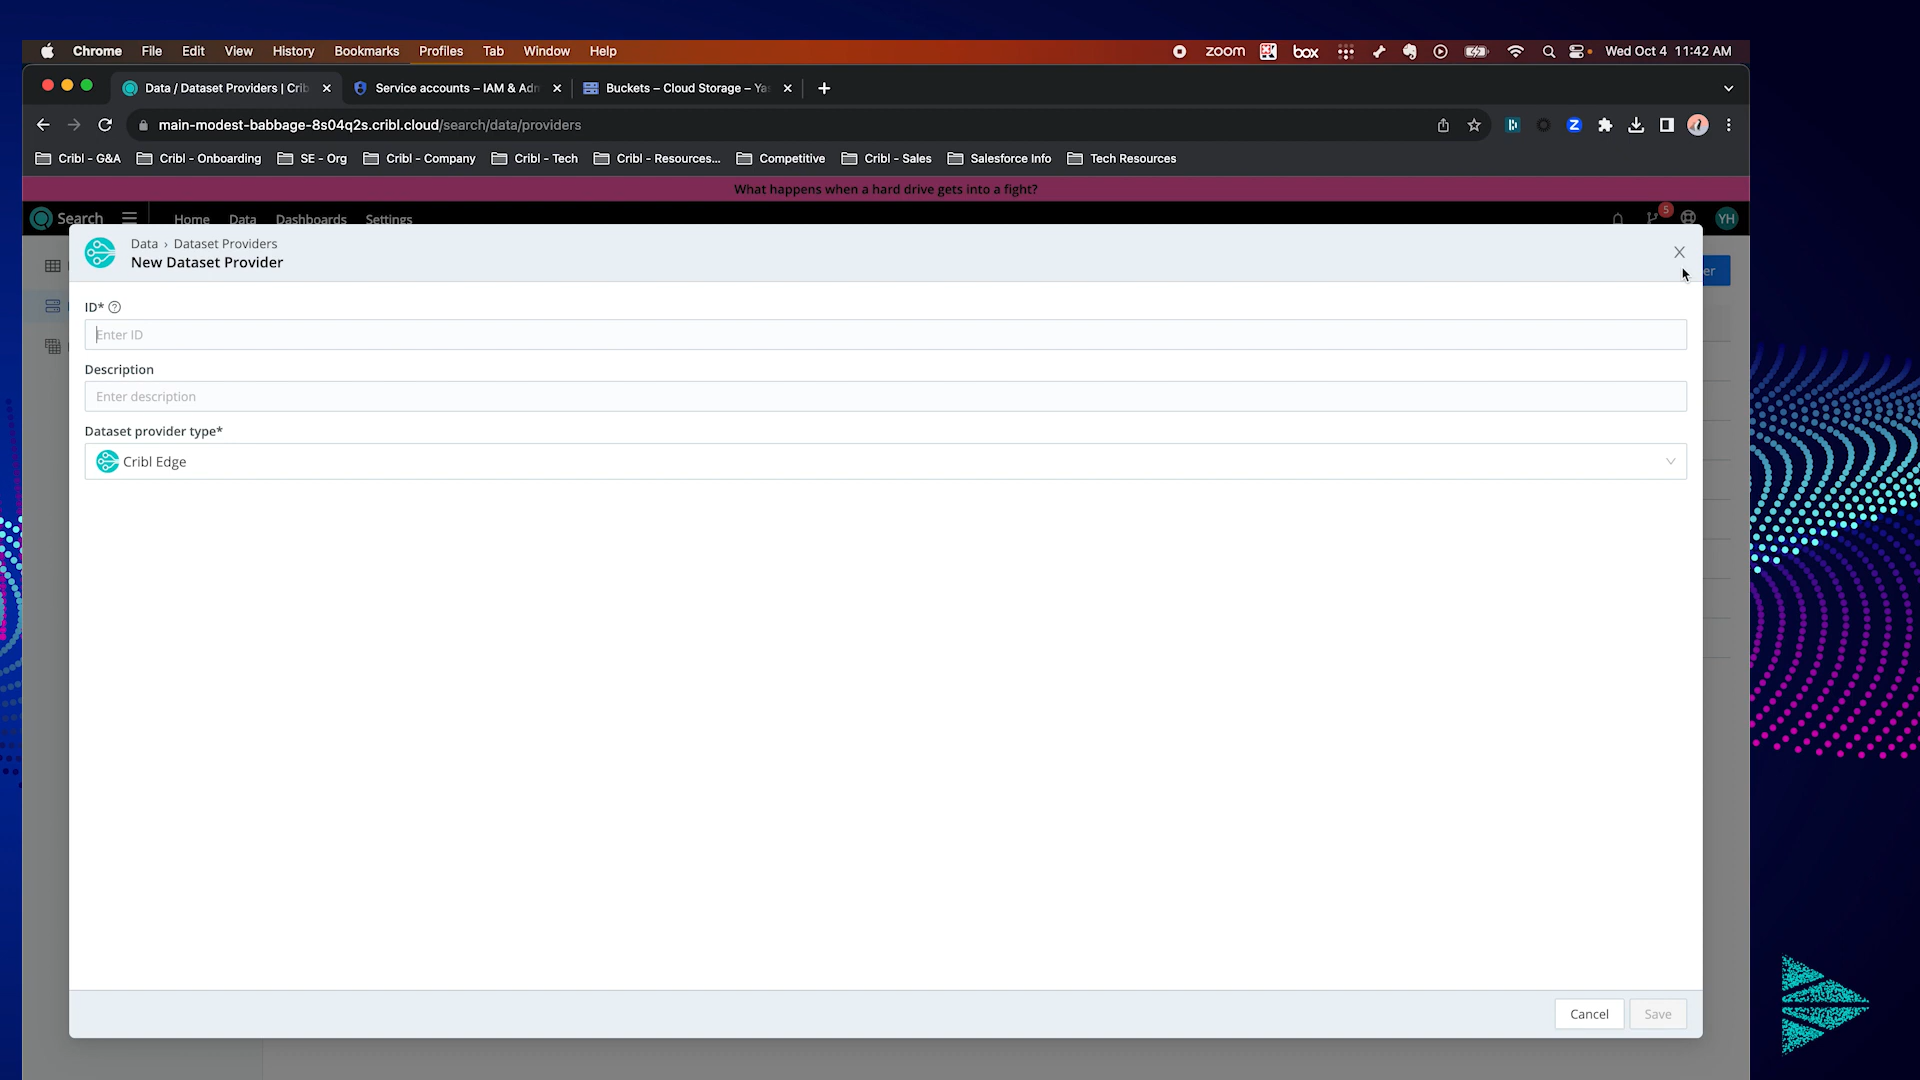 Chrome File Edit View History Bookmarks Profiles Tab Window Help zoom box Wed Oct 4 11:42 AM
Data / Dataset Providers | Crib Service accounts – IAM & Adm Buckets – Cloud Storage – Yas
main-modest-babbage-8s04q2s.cribl.cloud/search/data/providers
Cribl - G&A Cribl - Onboarding SE - Org Cribl - Company Cribl - Tech Cribl - Resources... Competitive Cribl - Sales Salesforce Info Tech Resources
What happens when a hard drive gets into a fight?
Search Home Data Dashboards Settings 5 YH
Data › Dataset Providers
New Dataset Provider
er
ID*
Enter ID
Description
Enter description
Dataset provider type*
Cribl Edge
Cancel Save